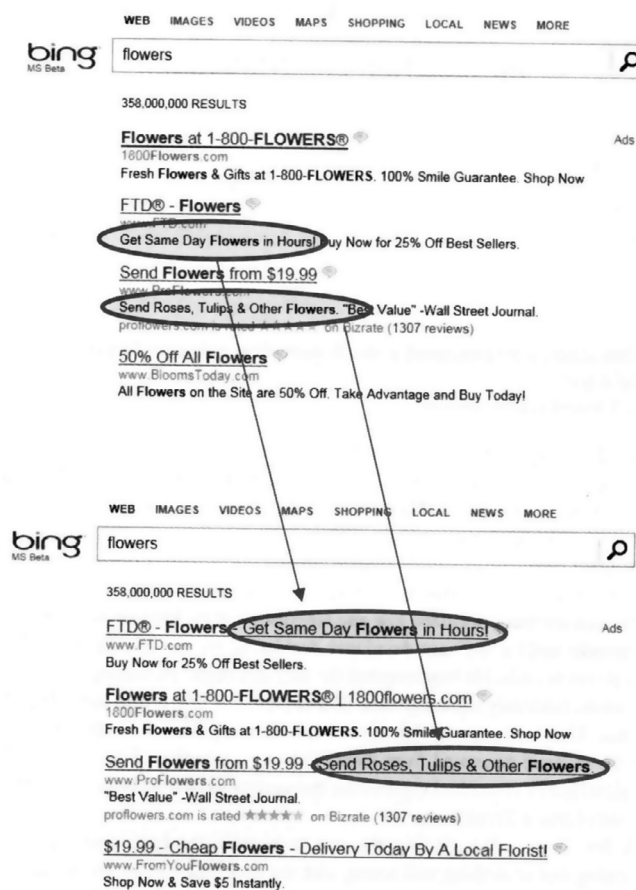 WEB IMAGES VIDEOS MAPS SHOPPING LOCAL NEWS MORE
bing
MS Beta
flowers
358,000,000 RESULTS
Flowers at 1-800-FLOWERS®
Ads
1800Flowers.com
Fresh Flowers & Gifts at 1-800-FLOWERS. 100% Smile Guarantee. Shop Now
FTD® - Flowers
www.FTD.com
Get Same Day Flowers in Hours! Buy Now for 25% Off Best Sellers.
Send Flowers from $19.99
www.ProFlowers.com
Send Roses, Tulips & Other Flowers. "Best Value" -Wall Street Journal.
proflowers.com is rated ★★★★★ on Bizrate (1307 reviews)
50% Off All Flowers
www.BloomsToday.com
All Flowers on the Site are 50% Off. Take Advantage and Buy Today!
WEB IMAGES VIDEOS MAPS SHOPPING LOCAL NEWS MORE
bing
MS Beta
flowers
358,000,000 RESULTS
FTD® - Flowers - Get Same Day Flowers in Hours!
Ads
www.FTD.com
Buy Now for 25% Off Best Sellers.
Flowers at 1-800-FLOWERS® | 1800flowers.com
1800Flowers.com
Fresh Flowers & Gifts at 1-800-FLOWERS. 100% Smile Guarantee. Shop Now
Send Flowers from $19.99 - Send Roses, Tulips & Other Flowers.
www.ProFlowers.com
"Best Value" -Wall Street Journal.
proflowers.com is rated ★★★★★ on Bizrate (1307 reviews)
$19.99 - Cheap Flowers - Delivery Today By A Local Florist!
www.FromYouFlowers.com
Shop Now & Save $5 Instantly.